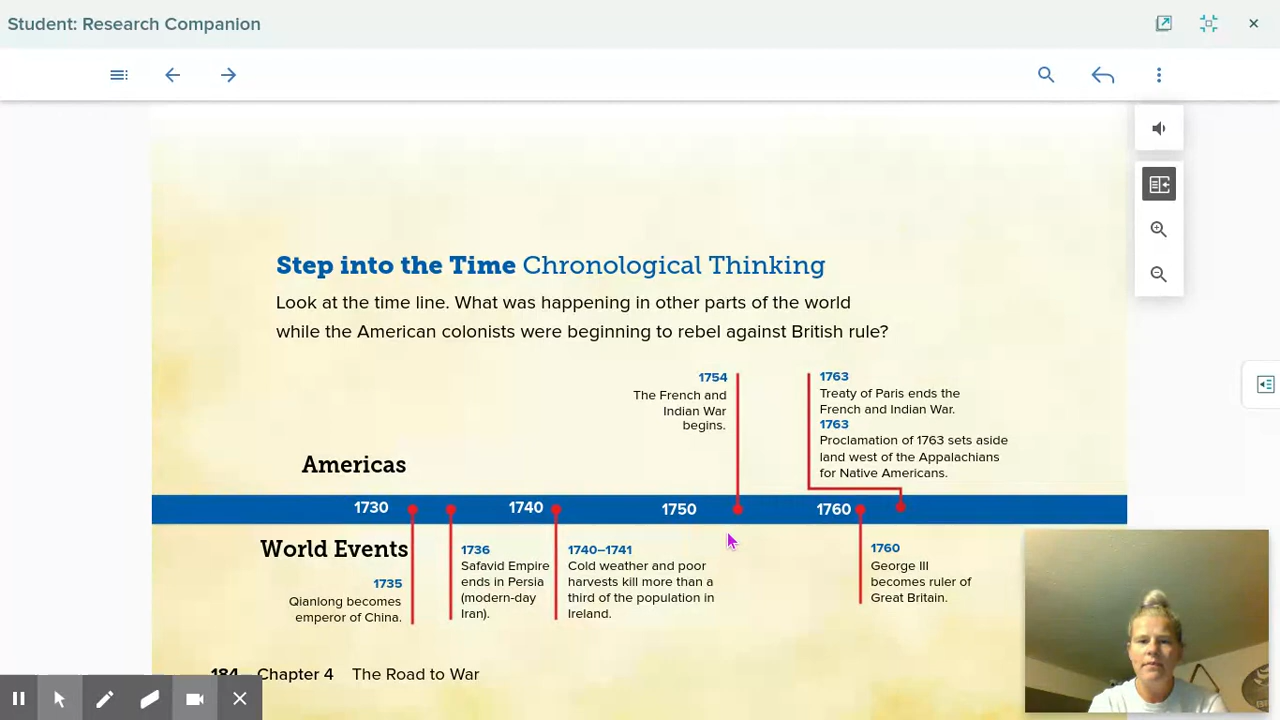 Student: Research Companion
Step into the Time Chronological Thinking
Look at the time line. What was happening in other parts of the world
while the American colonists were beginning to rebel against British rule?
1754
The French and
Indian War
begins.
1763
Treaty of Paris ends the
French and Indian War.
1763
Proclamation of 1763 sets aside
land west of the Appalachians
for Native Americans.
Americas
1730 1740 1750 1760
World Events
1735
Qianlong becomes
emperor of China.
1736
Safavid Empire
ends in Persia
(modern-day
Iran).
1740–1741
Cold weather and poor
harvests kill more than a
third of the population in
Ireland.
1760
George III
becomes ruler of
Great Britain.
184 Chapter 4 The Road to War